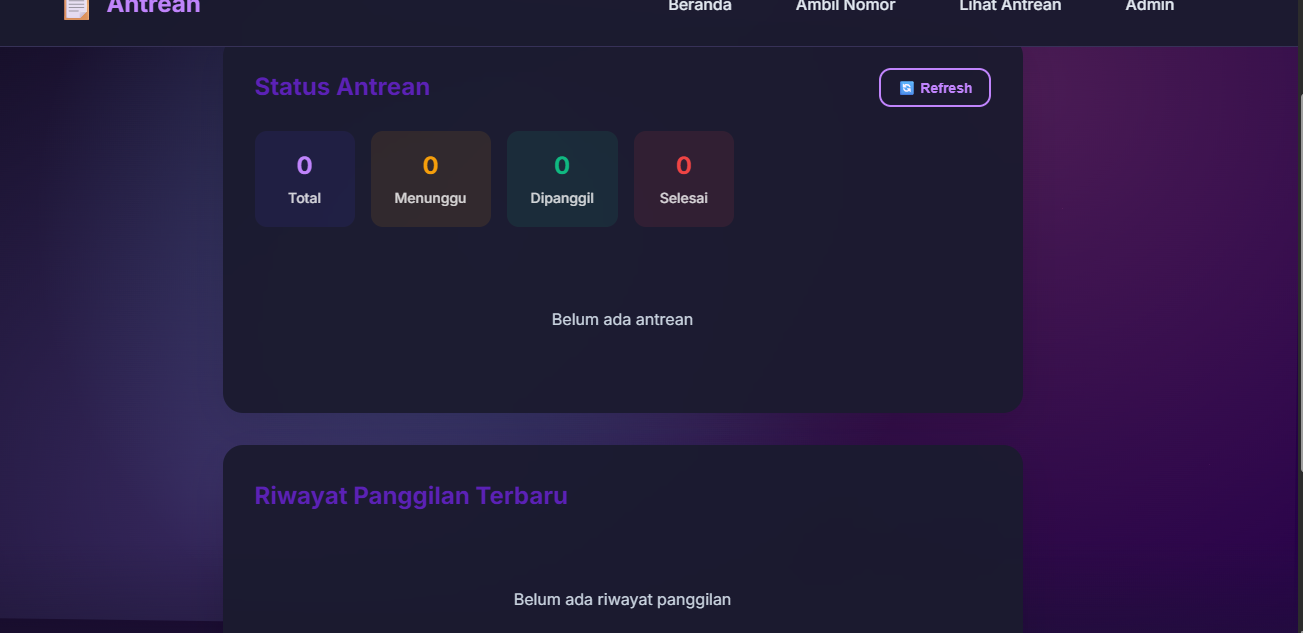 Antrean
Beranda Ambil Nomor Lihat Antrean Admin
Status Antrean
Refresh
0 0 0 0
Total Menunggu Dipanggil Selesai
Belum ada antrean
Riwayat Panggilan Terbaru
Belum ada riwayat panggilan